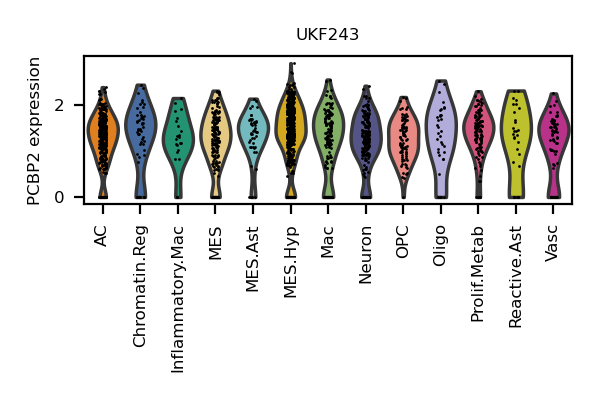 UKF243
PCBP2 expression
2
0
AC
Chromatin.Reg
Inflammatory.Mac
MES
MES.Ast
MES.Hyp
Mac
Neuron
OPC
Oligo
Prolif.Metab
Reactive.Ast
Vasc